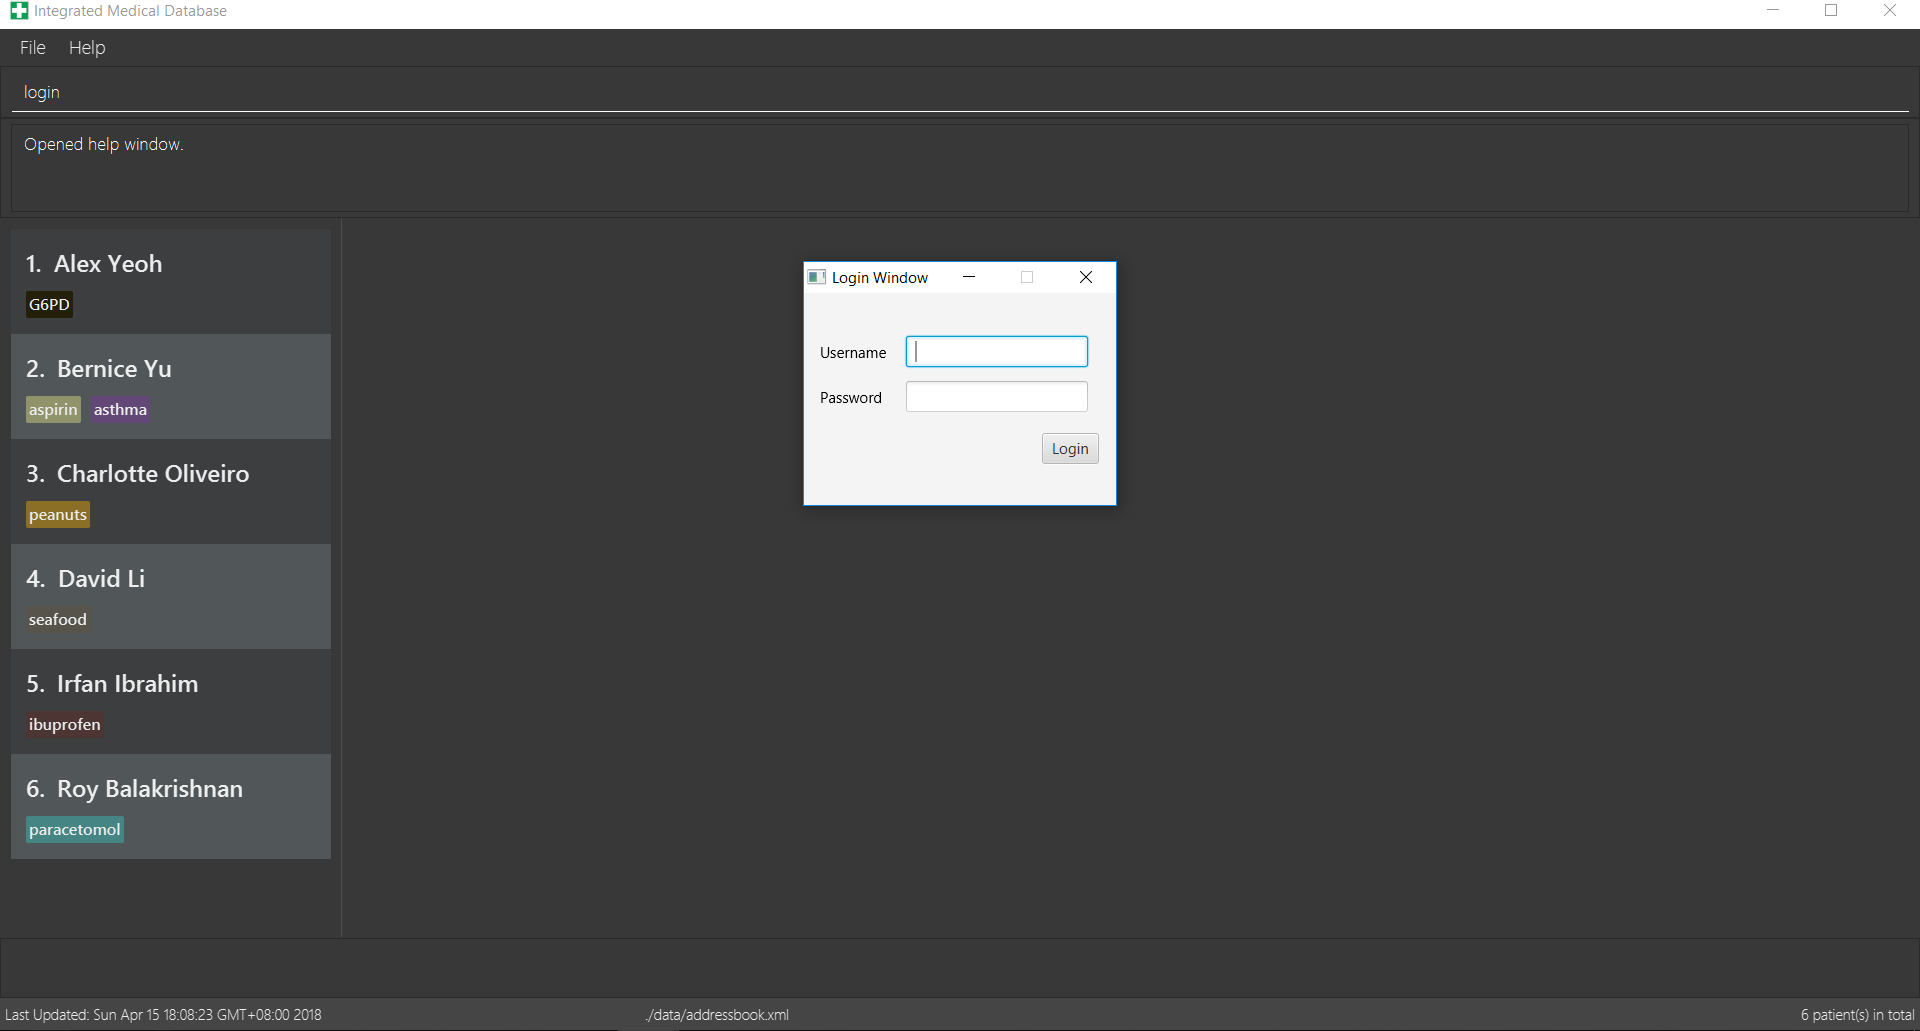 Integrated Medical Database
File Help
login
Opened help window.
1. Alex Yeoh
G6PD
2. Bernice Yu
aspirin asthma
3. Charlotte Oliveiro
peanuts
4. David Li
seafood
5. Irfan Ibrahim
ibuprofen
6. Roy Balakrishnan
paracetomol
Login Window
Username
Password
Login
Last Updated: Sun Apr 15 18:08:23 GMT+08:00 2018
./data/addressbook.xml
6 patient(s) in total